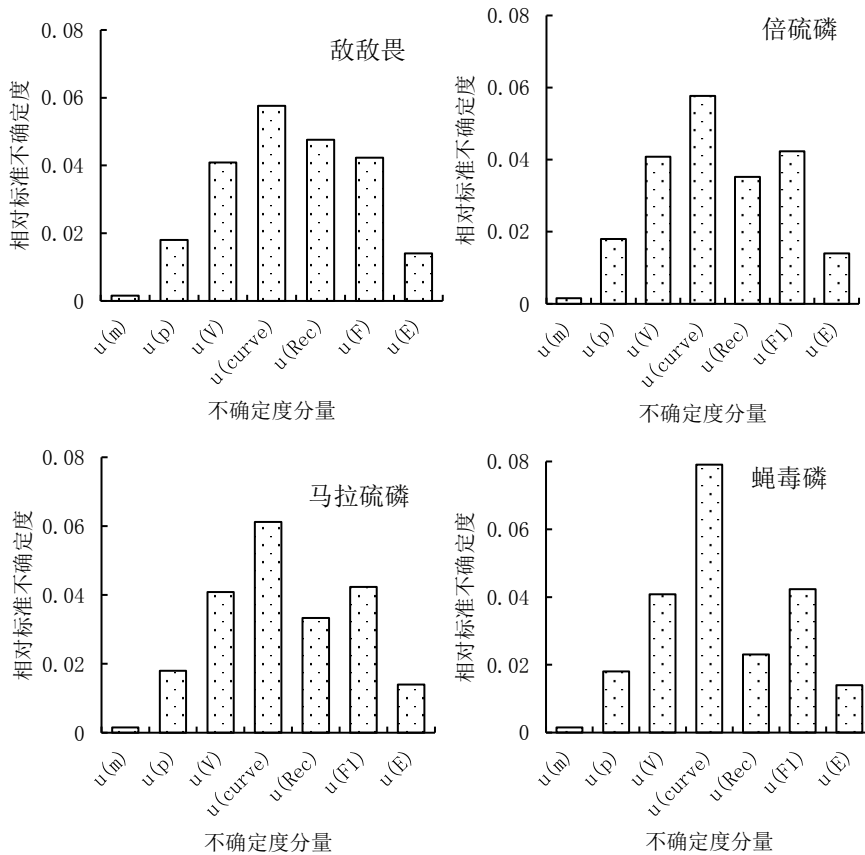 敌敌畏
相对标准不确定度
0.08
0.06
0.04
0.02
0
u(m)
u(p)
u(V)
u(curve)
u(Rec)
u(F)
u(E)
不确定度分量
倍硫磷
相对标准不确定度
0.08
0.06
0.04
0.02
0
u(m)
u(p)
u(V)
u(curve)
u(Rec)
u(F1)
u(E)
不确定度分量
马拉硫磷
相对标准不确定度
0.08
0.06
0.04
0.02
0
u(m)
u(p)
u(V)
u(curve)
u(Rec)
u(F1)
u(E)
不确定度分量
蝇毒磷
相对标准不确定度
0.08
0.06
0.04
0.02
0
u(m)
u(p)
u(V)
u(curve)
u(Rec)
u(F1)
u(E)
不确定度分量